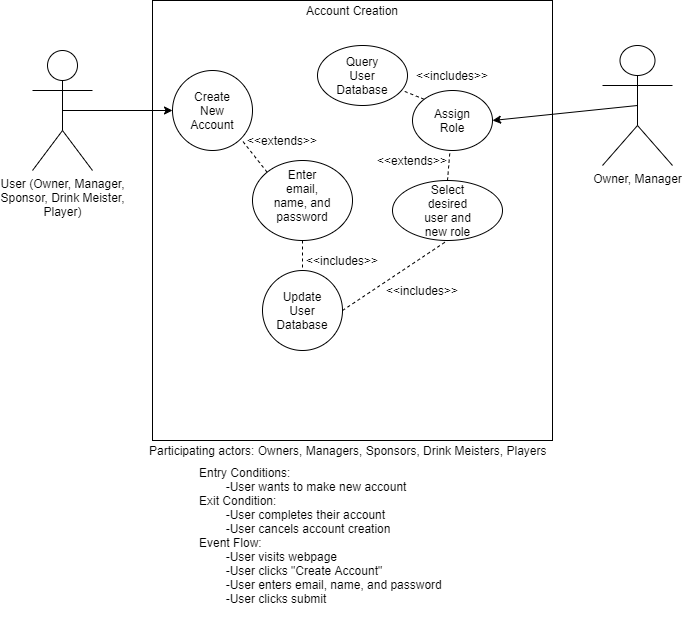 Account Creation
Query
User
Database
<<includes>>
Create
New
Account
Assign
Role
<<extends>>
<<extends>>
Enter
email,
name, and
password
Select
desired
user and
new role
User (Owner, Manager,
Sponsor, Drink Meister,
Player)
Owner, Manager
<<includes>>
<<includes>>
Update
User
Database
Participating actors: Owners, Managers, Sponsors, Drink Meisters, Players
Entry Conditions:
-User wants to make new account
Exit Condition:
-User completes their account
-User cancels account creation
Event Flow:
-User visits webpage
-User clicks "Create Account"
-User enters email, name, and password
-User clicks submit